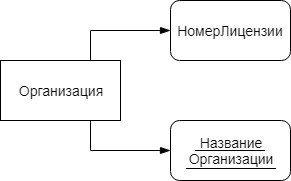 НомерЛицензии
Организация
Название
Организации